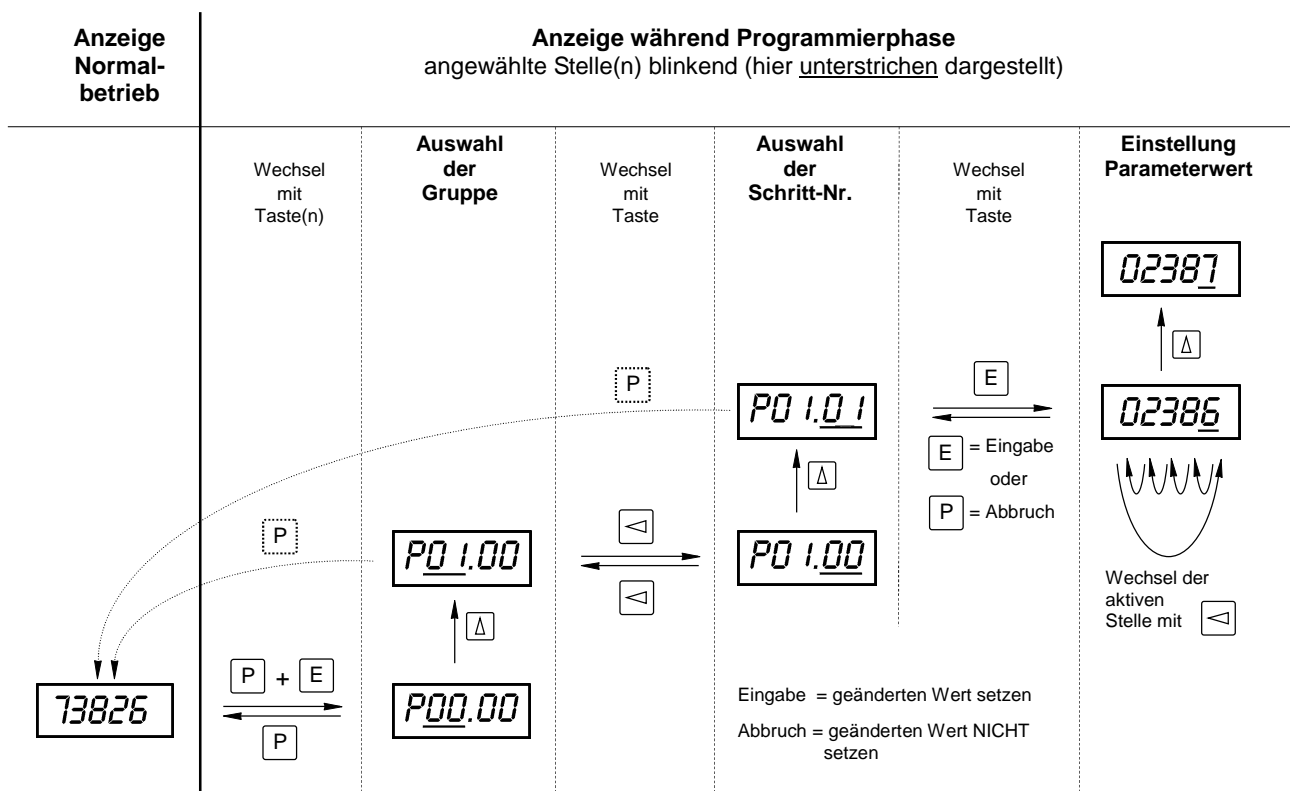 Anzeige
Normal-
betrieb
Anzeige während Programmierphase
angewählte Stelle(n) blinkend (hier unterstrichen dargestellt)
Wechsel
mit
Taste(n)
Auswahl
der
Gruppe
Wechsel
mit
Taste
Auswahl
der
Schritt-Nr.
Wechsel
mit
Taste
Einstellung
Parameterwert
02387
Δ
P
P01.01
E
02386
E = Eingabe
oder
P = Abbruch
Δ
P
P01.00
◁
◁
P01.00
Wechsel der
aktiven
Stelle mit ◁
Δ
73826
P + E
P
P00.00
Eingabe = geänderten Wert setzen
Abbruch = geänderten Wert NICHT
setzen